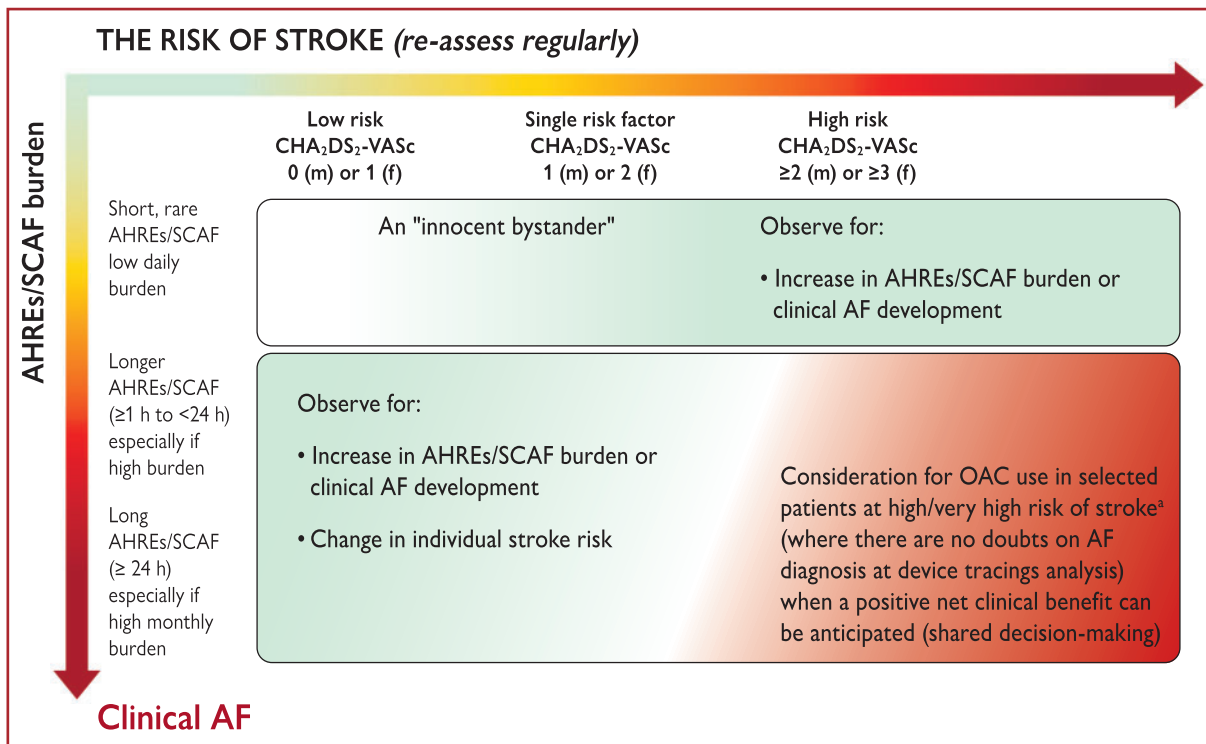 THE RISK OF STROKE (re-assess regularly)
AHREs/SCAF burden
Low risk
CHA₂DS₂-VASc
0 (m) or 1 (f)
Single risk factor
CHA₂DS₂-VASc
1 (m) or 2 (f)
High risk
CHA₂DS₂-VASc
≥2 (m) or ≥3 (f)
Short, rare
AHREs/SCAF
low daily
burden
An "innocent bystander"
Observe for:
• Increase in AHREs/SCAF burden or
clinical AF development
Longer
AHREs/SCAF
(≥1 h to <24 h)
especially if
high burden
Long
AHREs/SCAF
(≥ 24 h)
especially if
high monthly
burden
Observe for:
• Increase in AHREs/SCAF burden or
clinical AF development
• Change in individual stroke risk
Consideration for OAC use in selected
patients at high/very high risk of strokeᵃ
(where there are no doubts on AF
diagnosis at device tracings analysis)
when a positive net clinical benefit can
be anticipated (shared decision-making)
Clinical AF